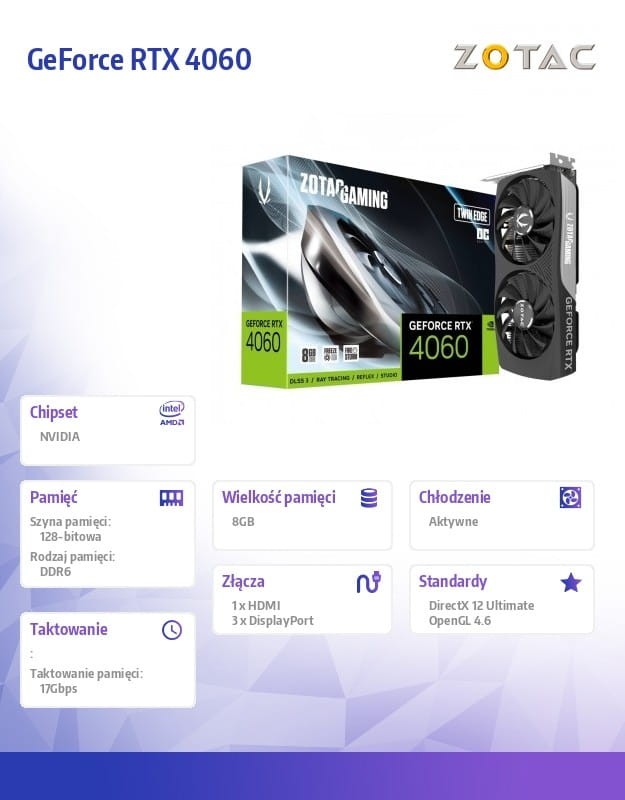 GeForce RTX 4060
ZOTAC
ZOTAC GAMING
TWIN EDGE
OC
GEFORCE RTX
4060
8GB
FREEZE
GEFORCE RTX
4060
DLSS 3 / RAY TRACING / REFLEX / STUDIO
ZOTAC GAMING
ZOTAC
GEFORCE RTX
Chipset
intel
AMD
NVIDIA
Pamięć
Szyna pamięci:
128-bitowa
Rodzaj pamięci:
DDR6
Wielkość pamięci
8GB
Chłodzenie
Aktywne
Złącza
1 x HDMI
3 x DisplayPort
Standardy
DirectX 12 Ultimate
OpenGL 4.6
Taktowanie
:
Taktowanie pamięci:
17Gbps